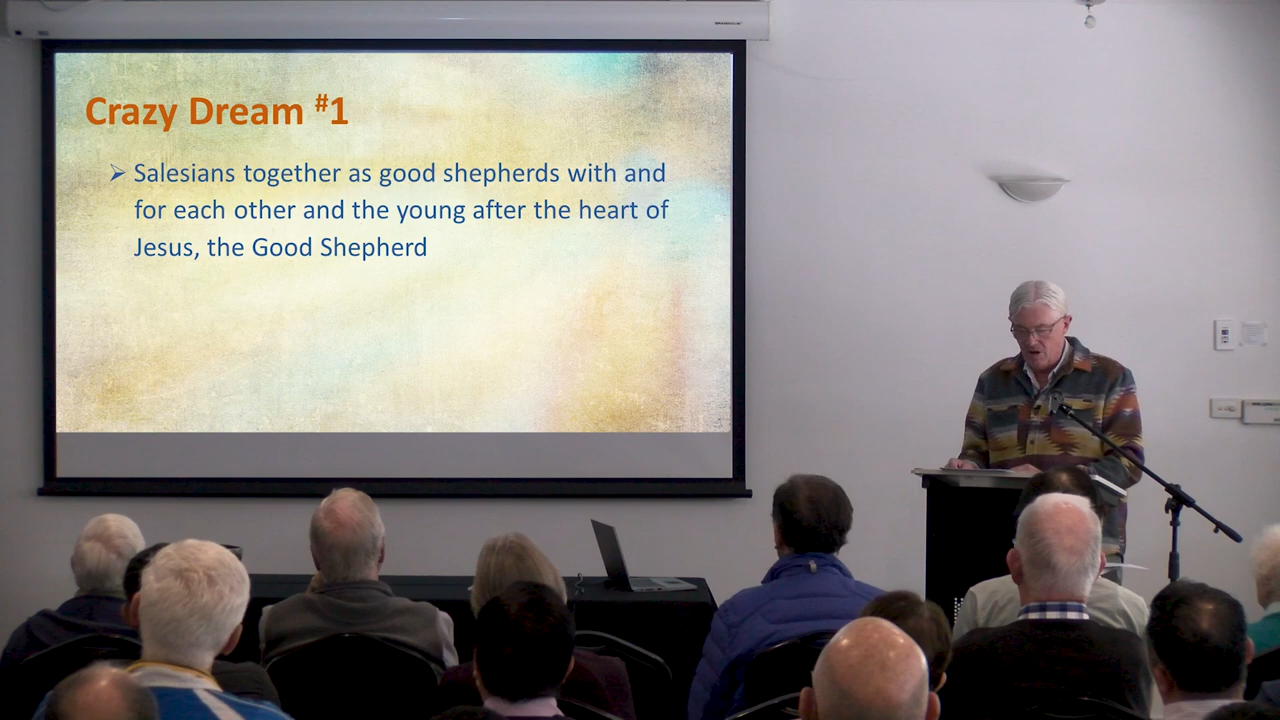 Crazy Dream #1
➢ Salesians together as good shepherds with and
for each other and the young after the heart of
Jesus, the Good Shepherd